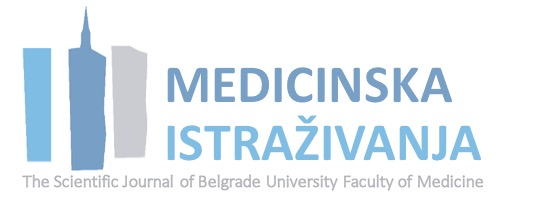 MEDICINSKA
ISTRAŽIVANJA
The Scientific Journal of Belgrade University Faculty of Medicine